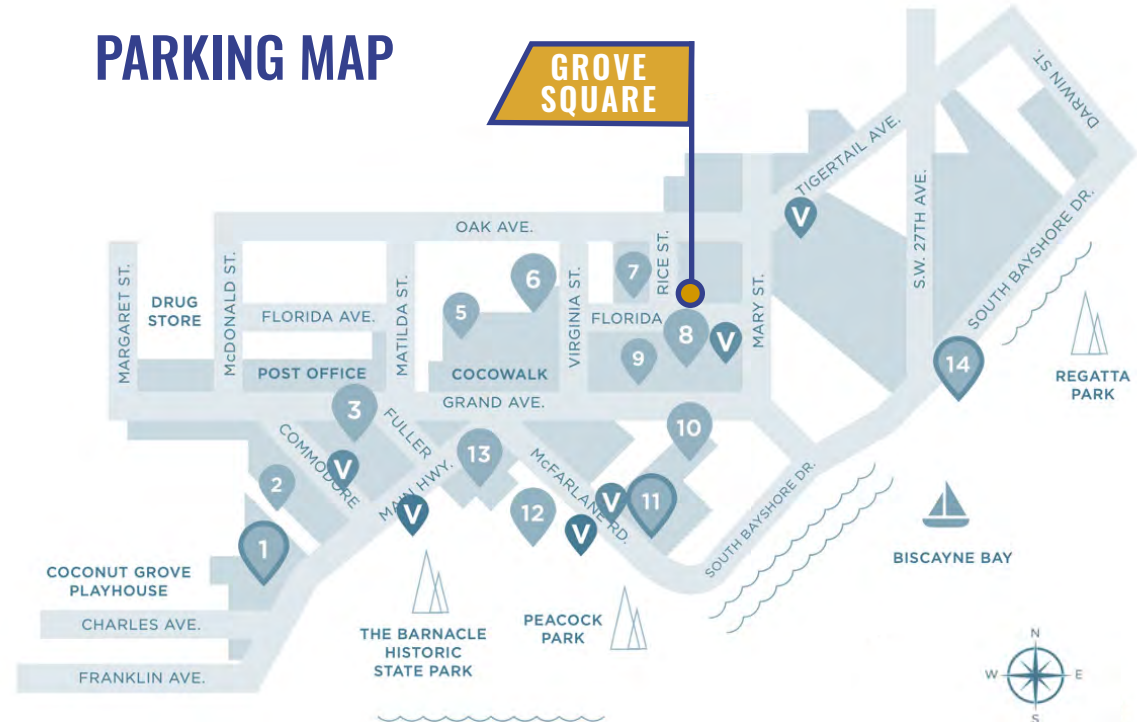 PARKING MAP
GROVE
SQUARE
DARWIN ST.
TIGERTAIL AVE.
V
S.W. 27TH AVE.
SOUTH BAYSHORE DR.
OAK AVE.
MARGARET ST.
DRUG
STORE
McDONALD ST.
FLORIDA AVE.
MATILDA ST.
5
6
VIRGINIA ST.
7
RICE ST.
FLORIDA
8
9
V
MARY ST.
POST OFFICE
COCOWALK
GRAND AVE.
14
REGATTA
PARK
3
FULLER
COMMODORE
V
2
1
MAIN HWY.
V
13
McFARLANE RD.
12
V
V
11
10
SOUTH BAYSHORE DR.
BISCAYNE BAY
COCONUT GROVE
PLAYHOUSE
CHARLES AVE.
FRANKLIN AVE.
THE BARNACLE
HISTORIC
STATE PARK
PEACOCK
PARK
N
W
E
S